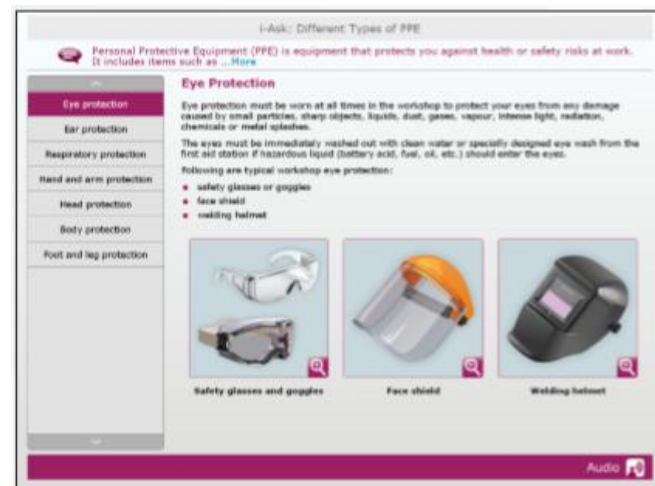 i-Ask: Different Types of PPE
Personal Protective Equipment (PPE) is equipment that protects you against health or safety risks at work.
It includes items such as ...More
Eye protection
Ear protection
Respiratory protection
Hand and arm protection
Head protection
Body protection
Foot and leg protection
Eye Protection
Eye protection must be worn at all times in the workshop to protect your eyes from any damage
caused by small particles, sharp objects, liquids, dust, gases, vapour, intense light, radiation,
chemicals or metal splashes.
The eyes must be immediately washed out with clean water or specially designed eye wash from the
first aid station if hazardous liquid (battery acid, fuel, oil, etc.) should enter the eyes.
Following are typical workshop eye protection:
safety glasses or goggles
face shield
welding helmet
Safety glasses and goggles
Face shield
Welding helmet
Audio